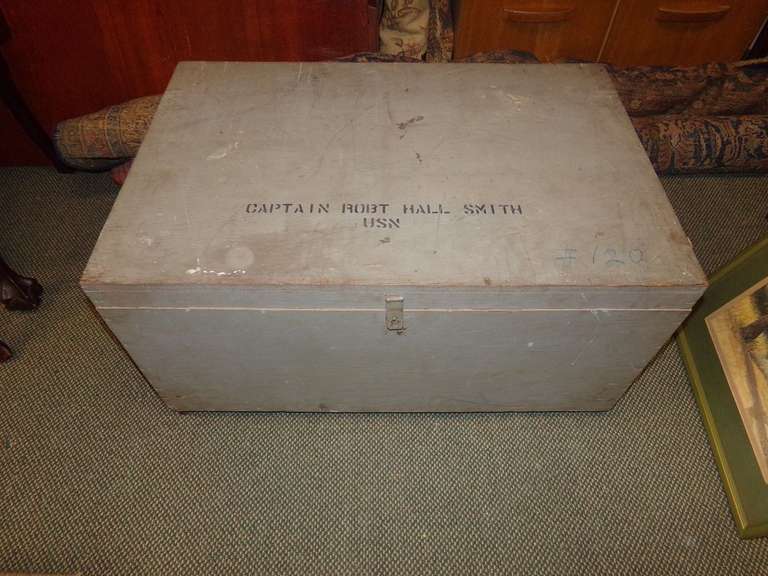 CAPTAIN ROBT HALL SMITH
USN
# 120